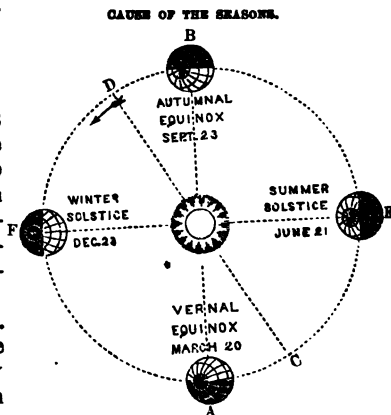 CAUSE OF THE SEASONS.
B
D
AUTUMNAL
EQUINOX
SEPT. 23
WINTER
SOLSTICE
DEC. 23
F
SUMMER
SOLSTICE
JUNE 21
E
VERNAL
EQUINOX
MARCH 20
C
A